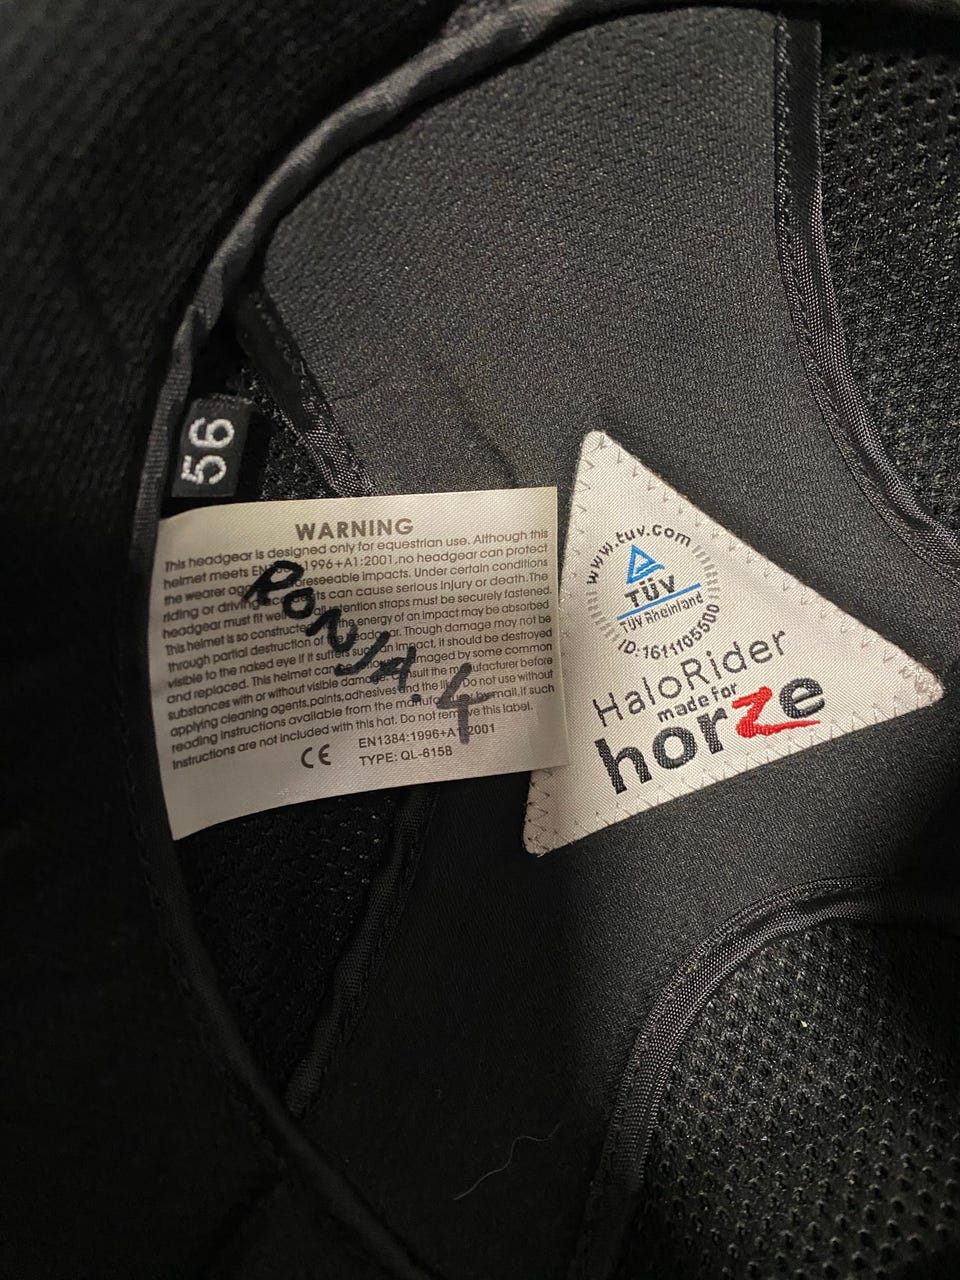 56
WARNING
This headgear is designed only for equestrian use. Although this
helmet meets EN 1996+A1:2001,no headgear can protect
the wearer foreseeable impacts. Under certain conditions
riding or driving accidents can cause serious injury or death.The
headgear must fit well retention straps must be securely fastened.
This helmet is so constructed the energy of an impact may be absorbed
through partial destruction of the headgear. Though damage may not be
visible to the naked eye if it suffers such an impact, it should be destroyed
and replaced. This helmet can be seriously damaged by some common
substances with or without visible damage. Consult the manufacturer before
applying cleaning agents,paints,adhesives and the like. Do not use without
reading instructions available from the manufacturer by mail,if such
instructions are not included with this hat. Do not remove this label.
CE
EN1384:1996+A1:2001
TYPE: QL-615B
RONJA. 4
www.tuv.com
TÜV
TÜV Rheinland
ID:1611105500
HaloRider
made for
horze